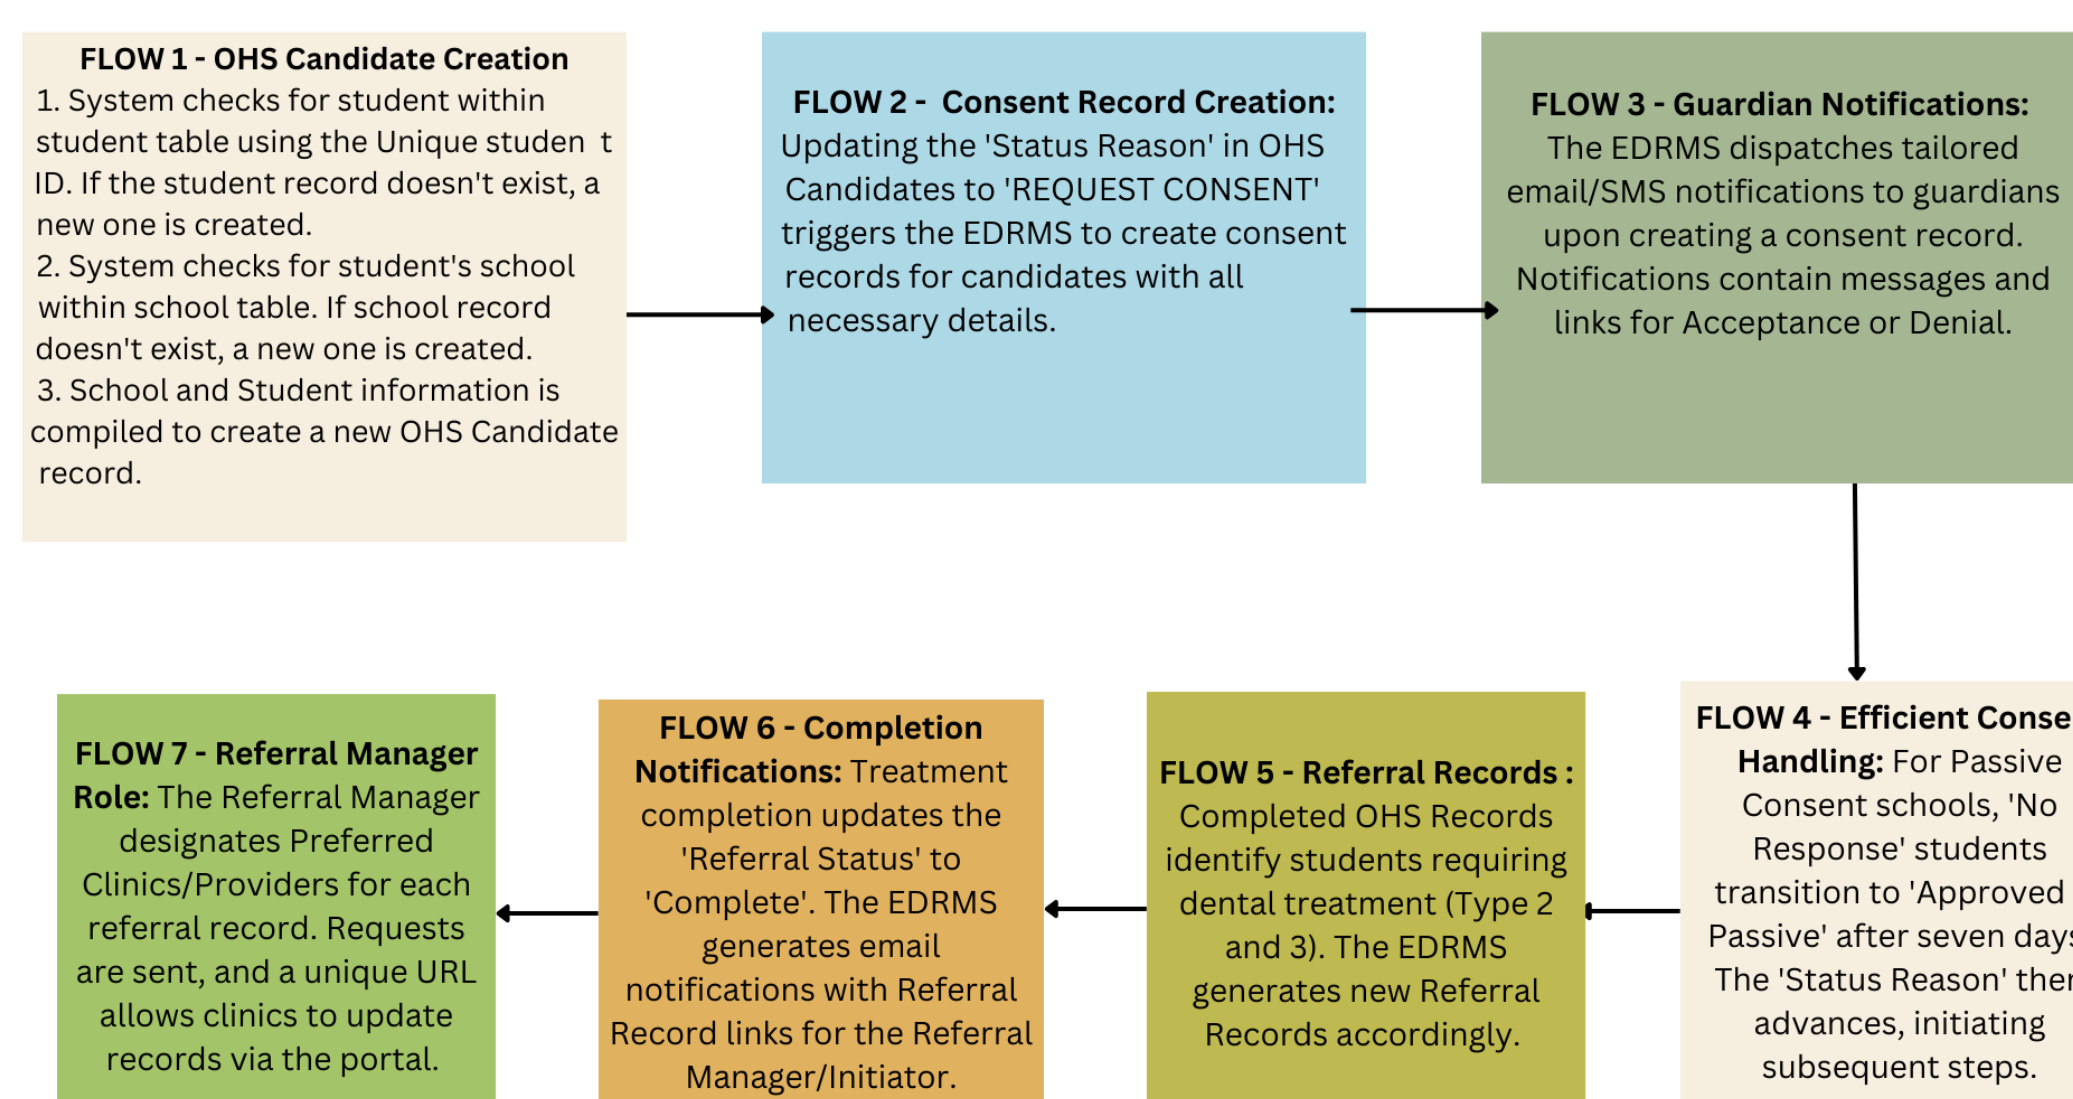 FLOW 1 - OHS Candidate Creation
1. System checks for student within
student table using the Unique studen t
ID. If the student record doesn't exist, a
new one is created.
2. System checks for student's school
within school table. If school record
doesn't exist, a new one is created.
3. School and Student information is
compiled to create a new OHS Candidate
record.
FLOW 2 - Consent Record Creation:
Updating the 'Status Reason' in OHS
Candidates to 'REQUEST CONSENT'
triggers the EDRMS to create consent
records for candidates with all
necessary details.
FLOW 3 - Guardian Notifications:
The EDRMS dispatches tailored
email/SMS notifications to guardians
upon creating a consent record.
Notifications contain messages and
links for Acceptance or Denial.
FLOW 4 - Efficient Conse
Handling: For Passive
Consent schools, 'No
Response' students
transition to 'Approved
Passive' after seven days
The 'Status Reason' then
advances, initiating
subsequent steps.
FLOW 5 - Referral Records :
Completed OHS Records
identify students requiring
dental treatment (Type 2
and 3). The EDRMS
generates new Referral
Records accordingly.
FLOW 6 - Completion
Notifications: Treatment
completion updates the
'Referral Status' to
'Complete'. The EDRMS
generates email
notifications with Referral
Record links for the Referral
Manager/Initiator.
FLOW 7 - Referral Manager
Role: The Referral Manager
designates Preferred
Clinics/Providers for each
referral record. Requests
are sent, and a unique URL
allows clinics to update
records via the portal.